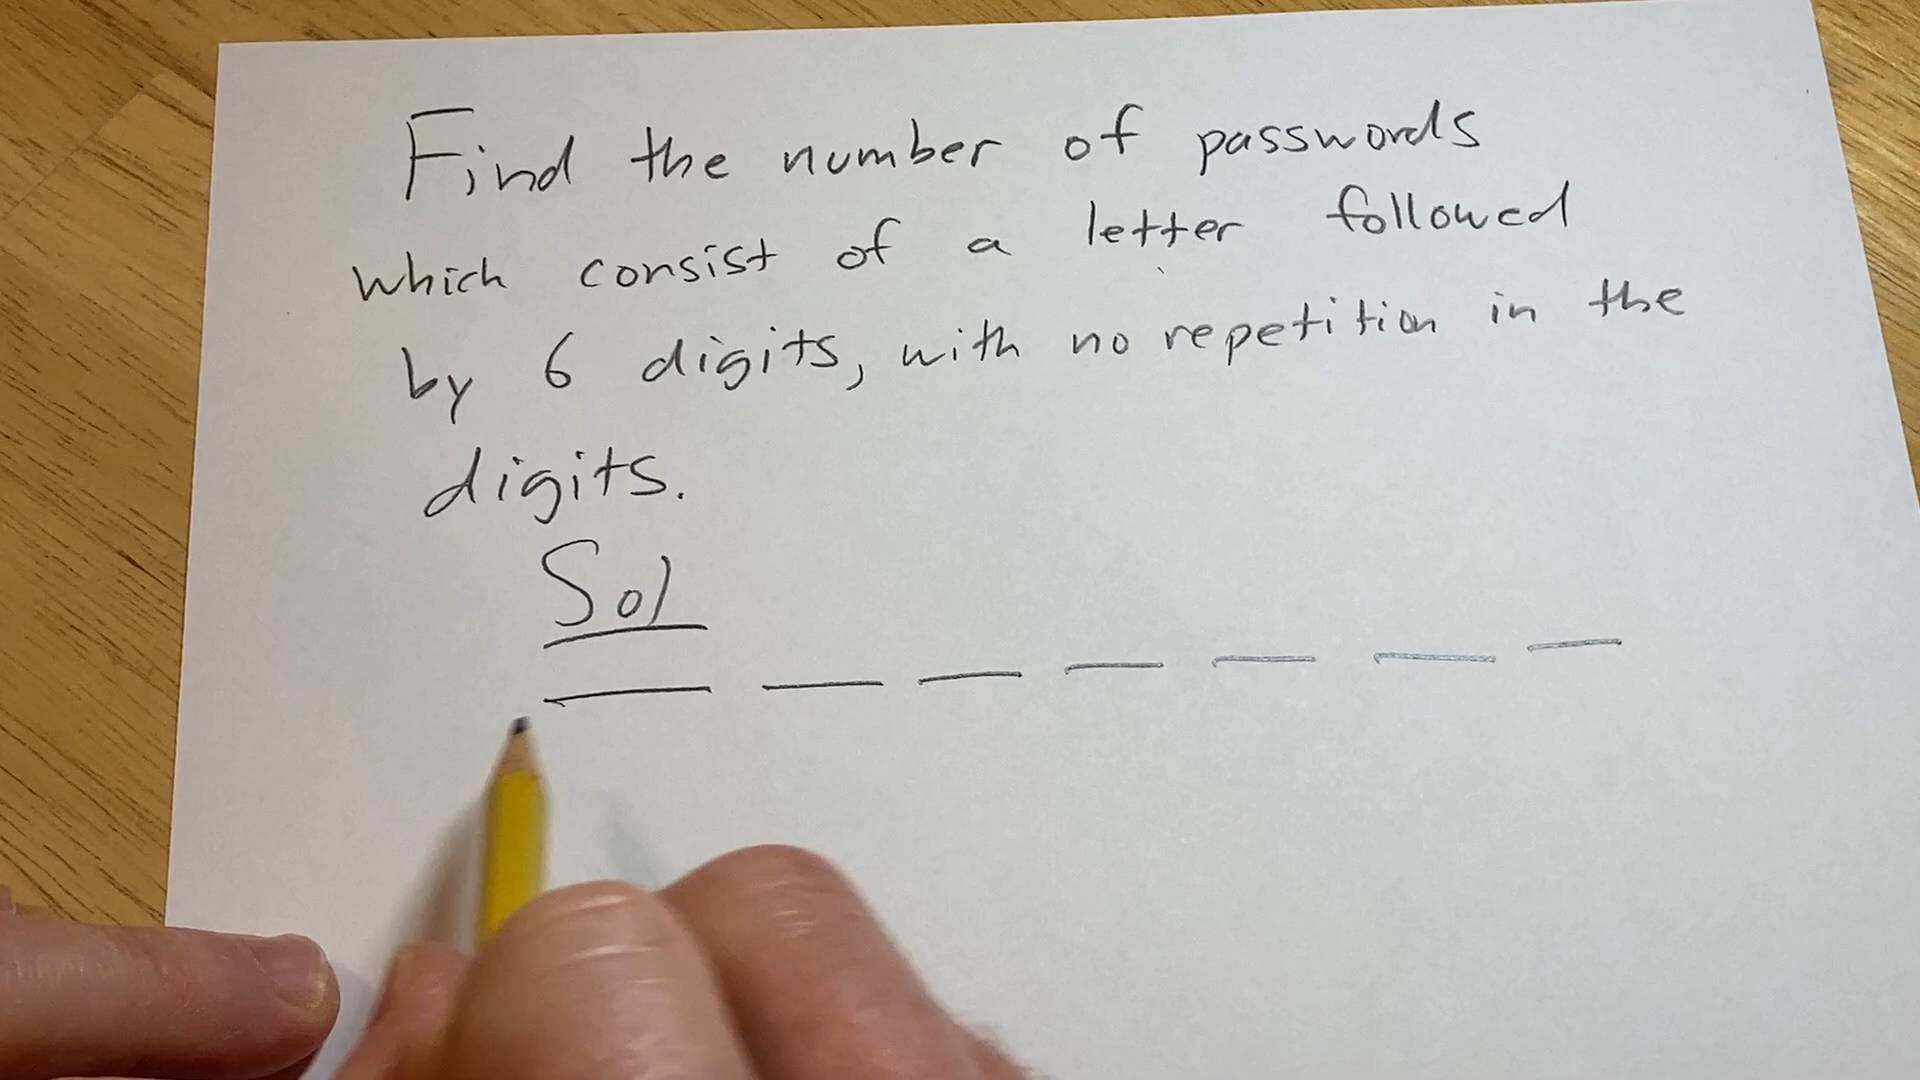 Find the number of passwords
which consist of a letter followed
by 6 digits, with no repetition in the
digits.
Sol